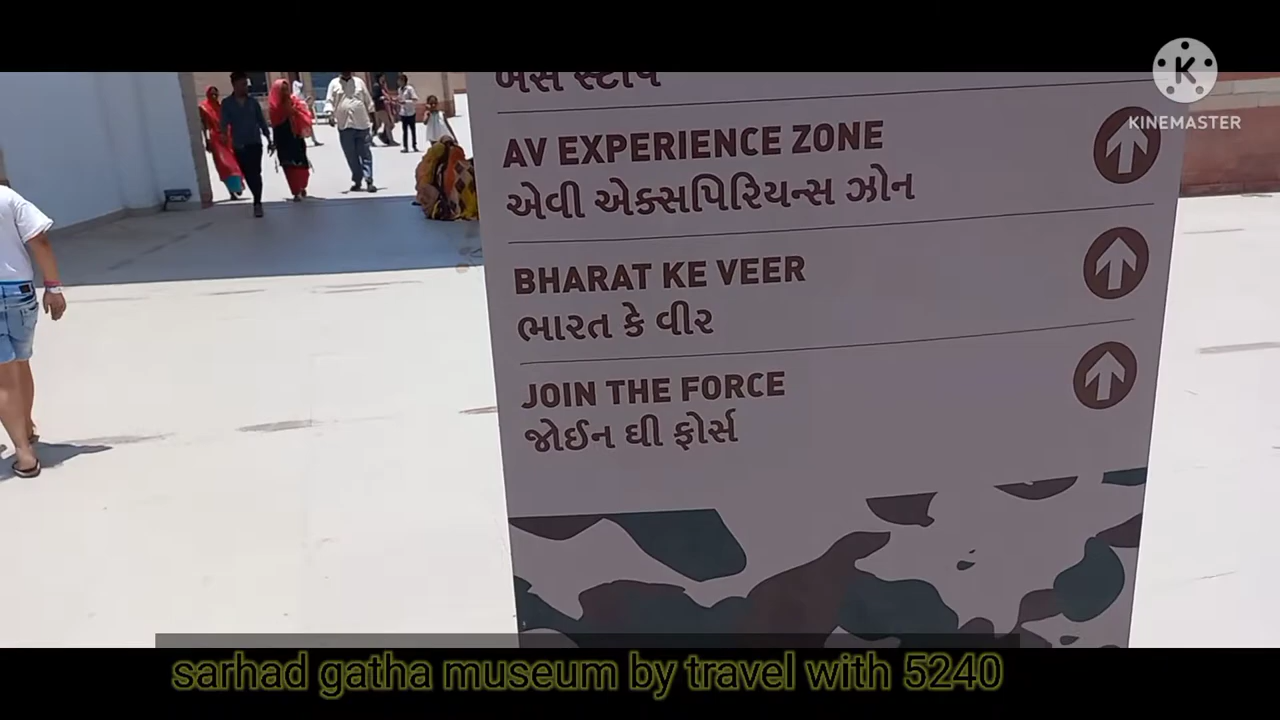 બસ સ્ટોપ
AV EXPERIENCE ZONE
એવી એક્સપિરિયન્સ ઝોન
BHARAT KE VEER
ભારત કે વીર
JOIN THE FORCE
જોઈન ઘી ફોર્સ
K
KINEMASTER
sarhad gatha museum by travel with 5240